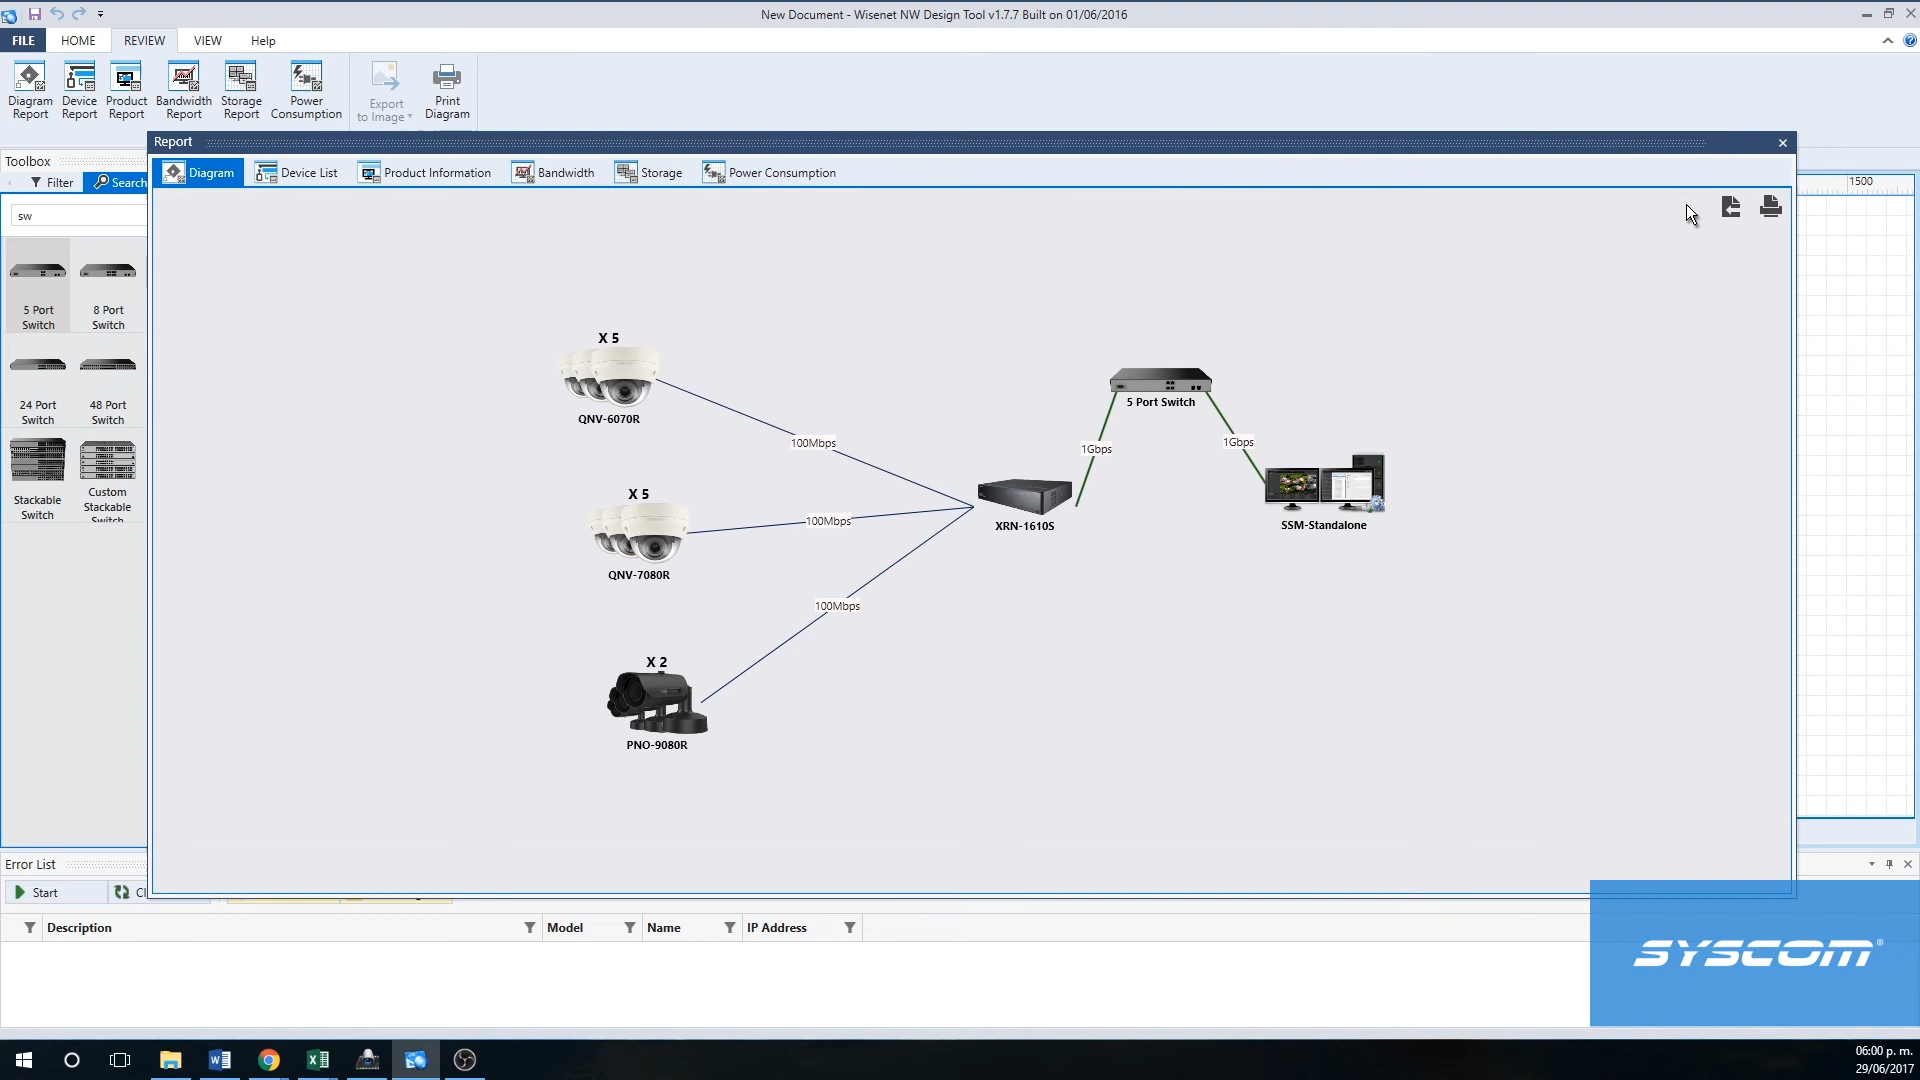 New Document - Wisenet NW Design Tool v1.7.7 Built on 01/06/2016
FILE
HOME
REVIEW
VIEW
Help
Diagram Report
Device Report
Product Report
Bandwidth Report
Storage Report
Power Consumption
Export to Image
Print Diagram
Report
Toolbox
Diagram
Device List
Product Information
Bandwidth
Storage
Power Consumption
Filter
Search
1500
sw
5 Port
Switch
8 Port
Switch
24 Port
Switch
48 Port
Switch
Stackable
Switch
Custom
Stackable
Switch
X 5
QNV-6070R
100Mbps
X 5
100Mbps
QNV-7080R
100Mbps
X 2
PNO-9080R
XRN-1610S
5 Port Switch
1Gbps
1Gbps
SSM-Standalone
Error List
Start
Description
Model
Name
IP Address
SYSCOM®
06:00 p. m.
29/06/2017